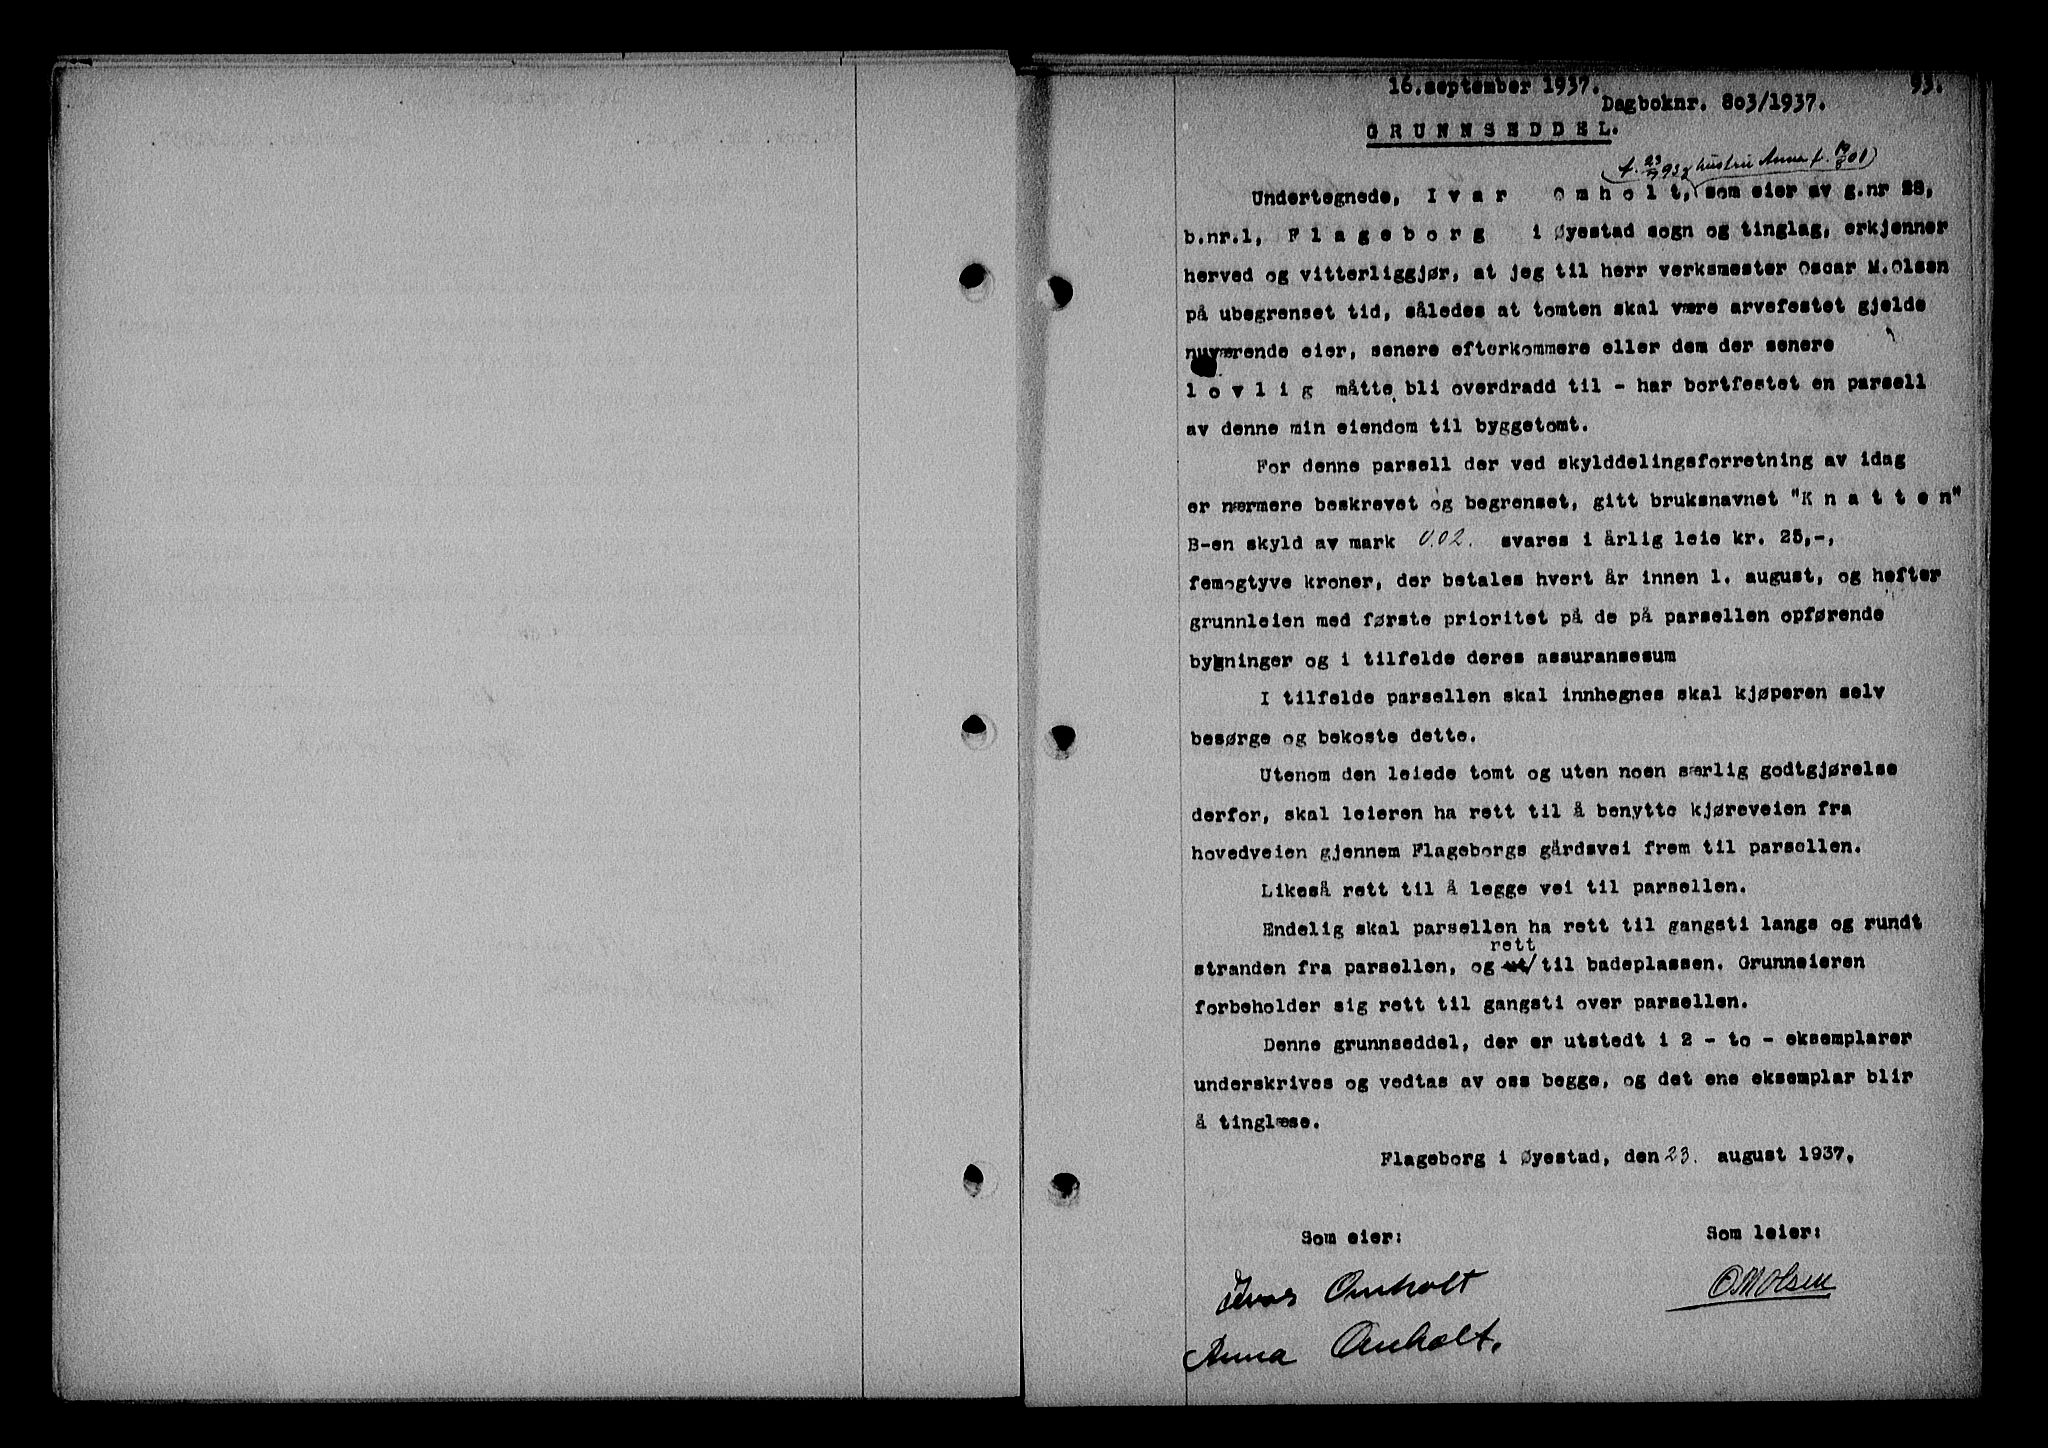 16.september 1937.
Dagboknr. 803/1937.
93.
GRUNNSEDDEL.
hustru Anna f.
Undertegnede, Ivar Omholt, som eier av g.nr 28,
b.nr.1, Flageborg i Øyestad sogn og tinglag, erkjenner
herved og vitterliggjør, at jeg til herr verksmester Oscar M.Olsen
på ubegrenset tid, således at tomten skal være arvefestet gjelde
nuværende eier, senere efterkommere eller dem der senere
lovlig måtte bli overdradd til - har bortfestet en parsell
av denne min eiendom til byggetomt.
For denne parsell der ved skylddelingsforretning av idag
er nærmere beskrevet og begrenset, gitt bruksnavnet "Knatten"
B-en skyld av mark 0.02. svares i årlig leie kr. 25,-,
femogtyve kroner, der betales hvert år innen 1. august, og hefter
grunnleien med første prioritet på de på parsellen opførende
bygninger og i tilfelde deres assuransesum
I tilfelde parsellen skal innhegnes skal kjøperen selv
besørge og bekoste dette.
Utenom den leiede tomt og uten noen særlig godtgjørelse
derfor, skal leieren ha rett til å benytte kjøreveien fra
hovedveien gjennem Flageborgs gårdsvei frem til parsellen.
Likeså rett til å legge vei til parsellen.
Endelig skal parsellen ha rett til gangsti langs og rundt
rett
stranden fra parsellen, og ut/ til badeplassen. Grunneieren
forbeholder sig rett til gangsti over parsellen.
Denne grunnseddel, der er utstedt i 2 - to - eksemplarer
underskrives og vedtas av oss begge, og det ene eksemplar blir
å tinglæse.
Flageborg i Øyestad, den 23. august 1937.
Som eier:
Som leier:
Ivar Omholt
O.M.Olsen
Anna Omholt.